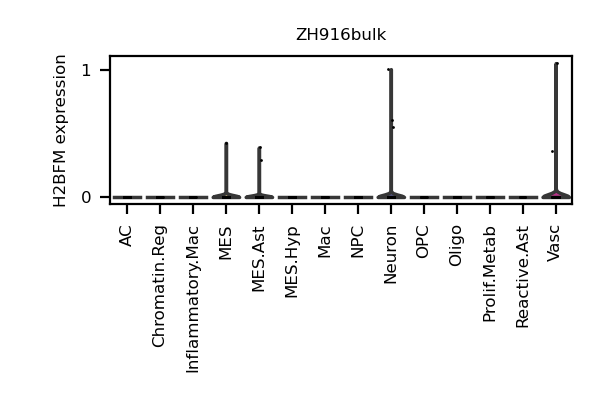 ZH916bulk
H2BFM expression
1
0
AC
Chromatin.Reg
Inflammatory.Mac
MES
MES.Ast
MES.Hyp
Mac
NPC
Neuron
OPC
Oligo
Prolif.Metab
Reactive.Ast
Vasc